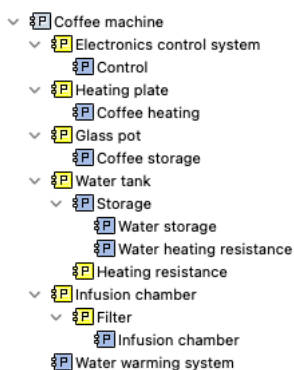 Coffee machine
Electronics control system
Control
Heating plate
Coffee heating
Glass pot
Coffee storage
Water tank
Storage
Water storage
Water heating resistance
Heating resistance
Infusion chamber
Filter
Infusion chamber
Water warming system